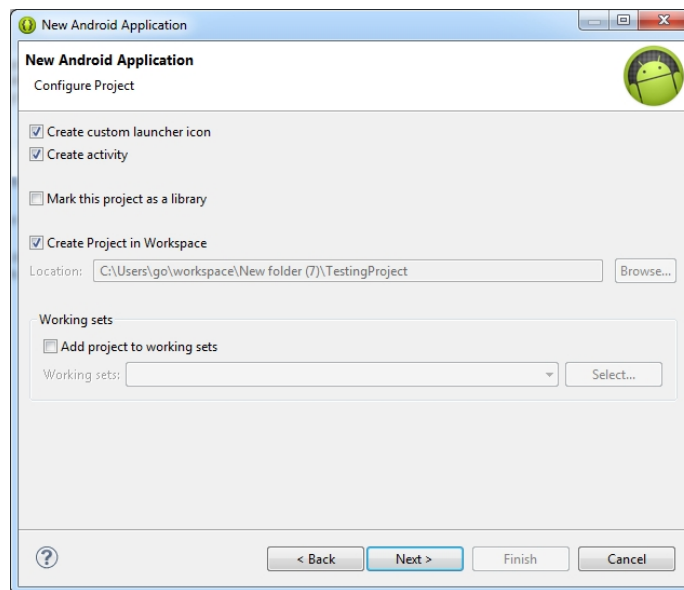 New Android Application
New Android Application
Configure Project
Create custom launcher icon
Create activity
Mark this project as a library
Create Project in Workspace
Location: C:\Users\go\workspace\New folder (7)\TestingProject Browse...
Working sets
Add project to working sets
Working sets: Select...
? < Back Next > Finish Cancel